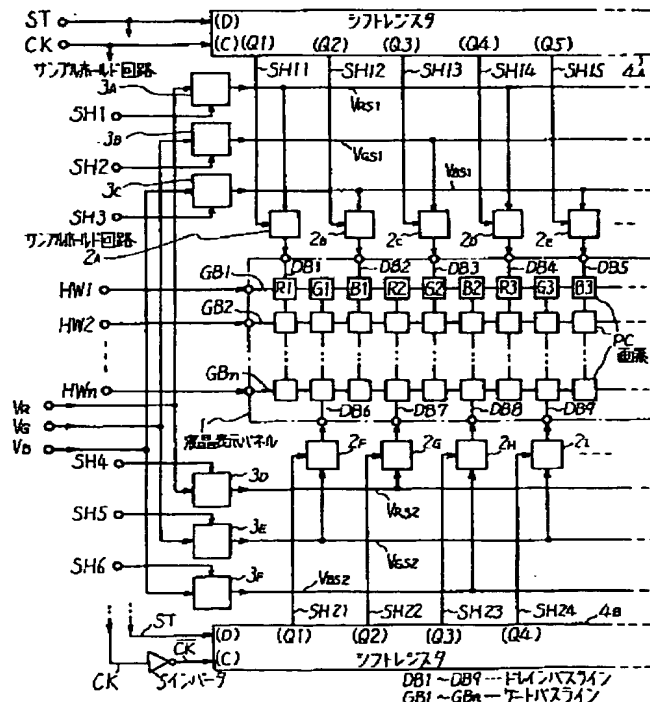 ST
(D)
シフトレジスタ
CK
(C)
(Q1)
(Q2)
(Q3)
(Q4)
(Q5)
サンプルホールド回路
3A
SH11
SH12
SH13
SH14
SH15
4A
VRS1
SH1
3B
VGS1
SH2
3C
VBS1
SH3
サンプルホールド回路
2A
2B
2C
2D
2E
DB1
DB2
DB3
DB4
DB5
HW1
GB1
R1
G1
B1
R2
G2
B2
R3
G3
B3
HW2
GB2
PC
画素
HWn
GBn
VR
VG
VB
1
液晶表示パネル
DB6
DB7
DB8
DB9
SH4
2F
2G
2H
2I
3D
VRS2
SH5
3E
VGS2
SH6
3F
VBS2
SH21
SH22
SH23
SH24
4B
ST
(D)
(Q1)
(Q2)
(Q3)
(Q4)
CK
(C)
シフトレジスタ
CK
5インバータ
DB1~DB9---ドレインバスライン
GB1~GBn---ゲートバスライン